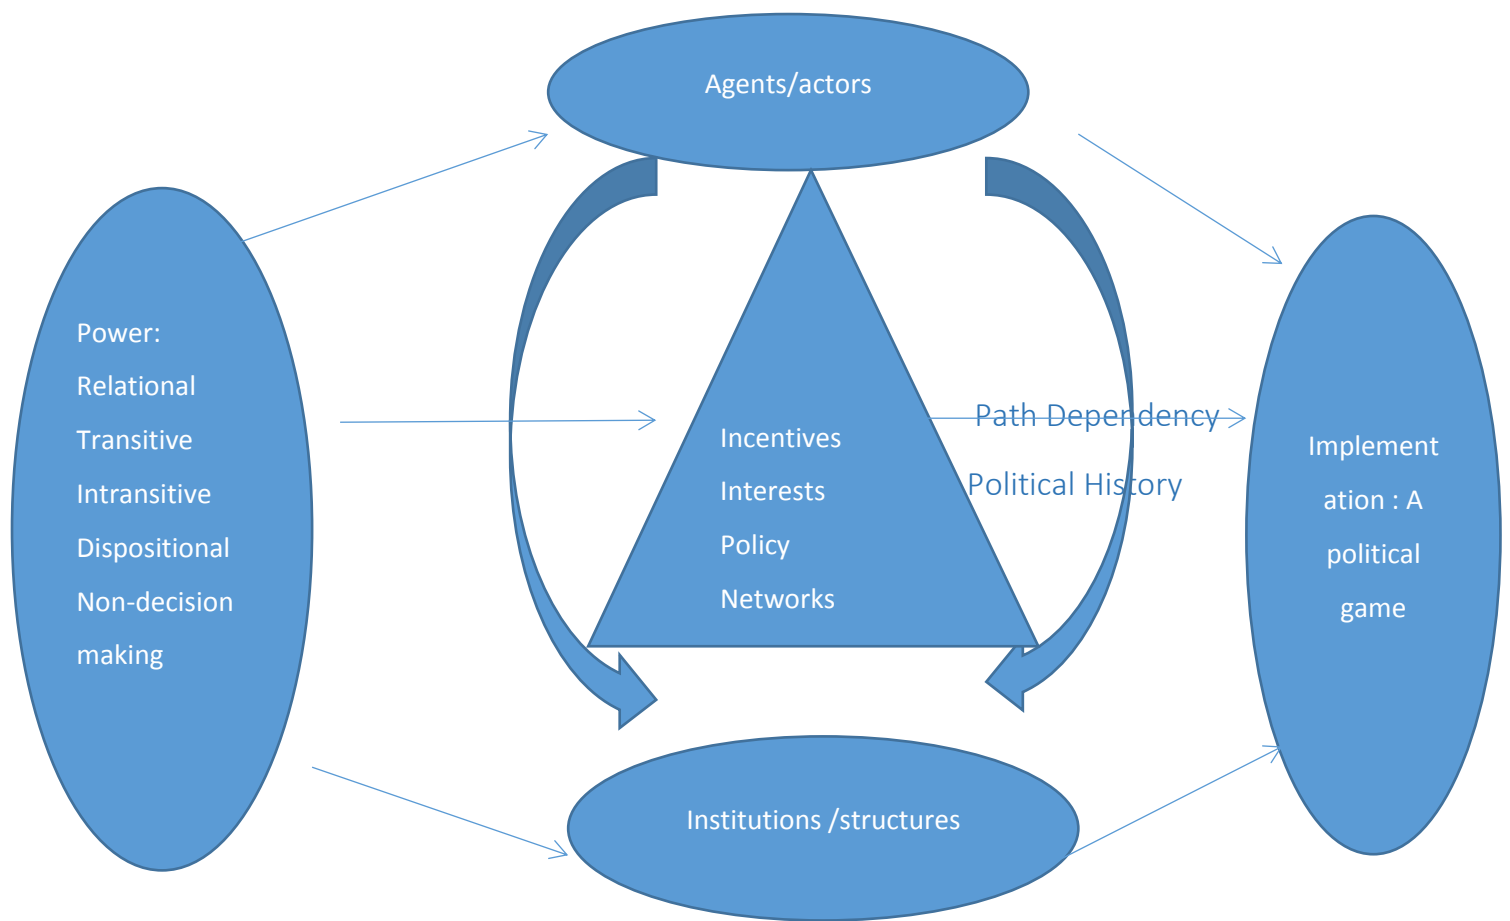 Agents/actors
Power:
Relational
Transitive
Intransitive
Dispositional
Non-decision
making
Incentives
Interests
Policy
Networks
Path Dependency
Political History
Implement
ation : A
political
game
Institutions /structures